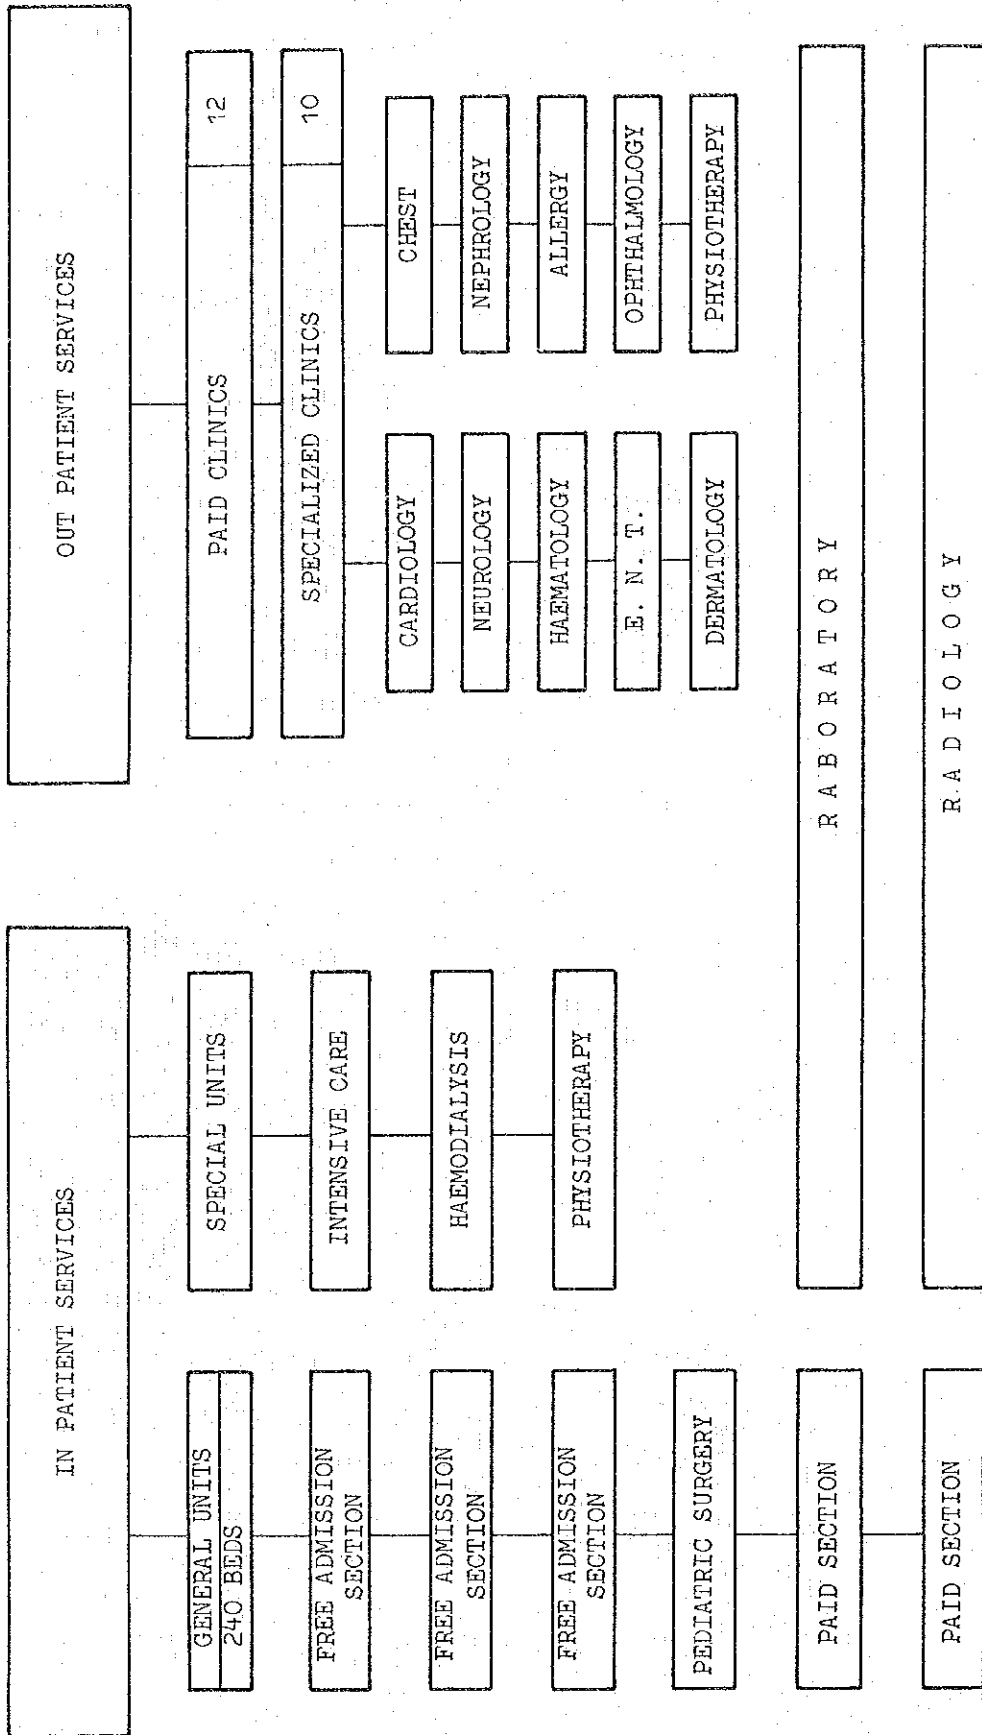 IN PATIENT SERVICES
GENERAL UNITS
240 BEDS
FREE ADMISSION
SECTION
FREE ADMISSION
SECTION
FREE ADMISSION
SECTION
PEDIATRIC SURGERY
PAID SECTION
PAID SECTION
SPECIAL UNITS
INTENSIVE CARE
HAEMODIALYSIS
PHYSIOTHERAPY
OUT PATIENT SERVICES
PAID CLINICS 12
SPECIALIZED CLINICS 10
CARDIOLOGY
NEUROLOGY
HAEMATOLOGY
E. N. T.
DERMATOLOGY
CHEST
NEPHROLOGY
ALLERGY
OPHTHALMOLOGY
PHYSIOTHERAPY
RABORATORY
RADIOLOGY